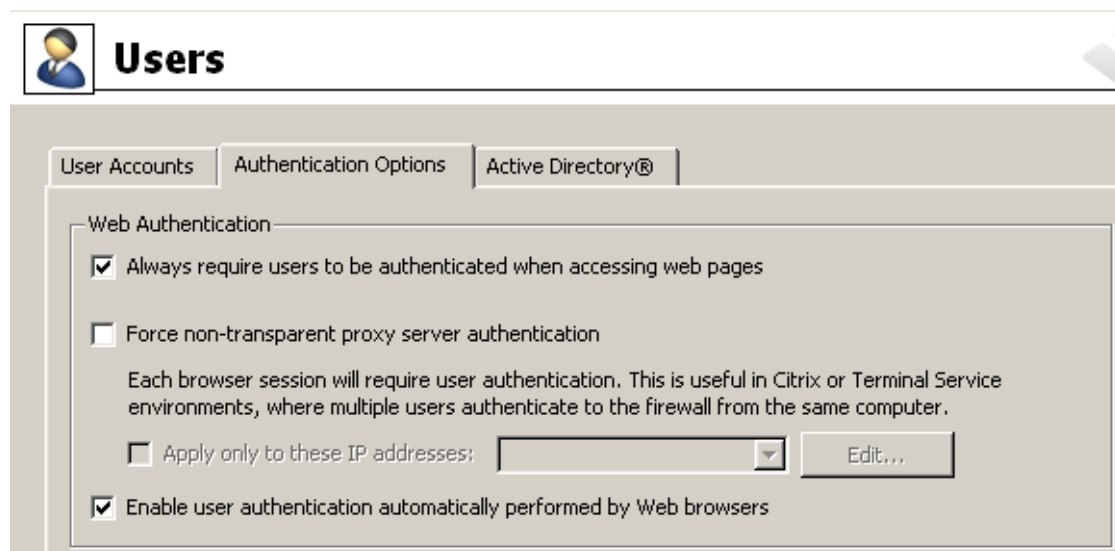 Users
User Accounts Authentication Options Active Directory®
Web Authentication
Always require users to be authenticated when accessing web pages
Force non-transparent proxy server authentication
Each browser session will require user authentication. This is useful in Citrix or Terminal Service
environments, where multiple users authenticate to the firewall from the same computer.
Apply only to these IP addresses: Edit...
Enable user authentication automatically performed by Web browsers